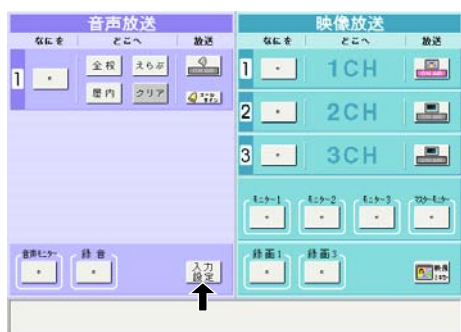 音声放送
なにを どこへ 放送
1 全校 えらぶ
屋内 クリア
音声モニター 録音
入力設定
映像放送
なにを どこへ 放送
1 1CH
2 2CH
3 3CH
モニター1 モニター2 モニター3 マスターモニター
録画1 録画3